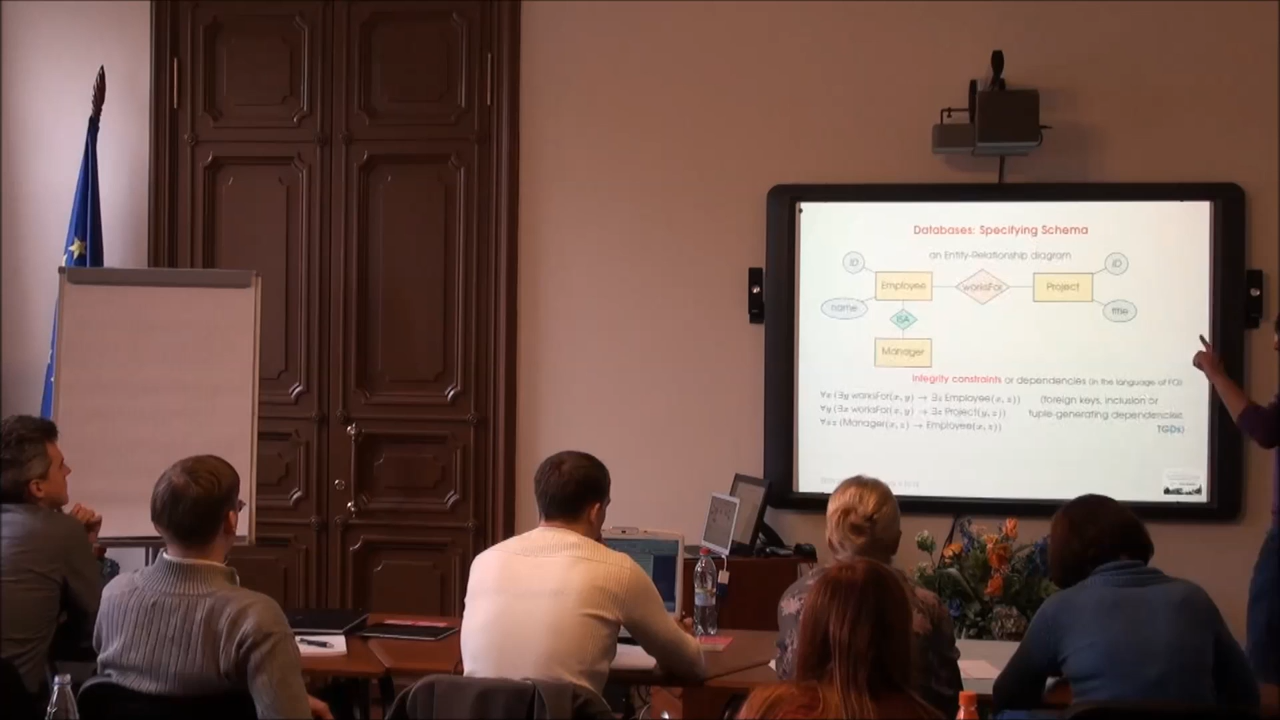 Databases: Specifying Schema
an Entity-Relationship diagram
ID
ID
Employee
worksFor
Project
name
title
ISA
Manager
integrity constraints or dependencies (in the language of FO)
∀x (∃y worksFor(x, y) → ∃z Employee(x, z)) (foreign keys, inclusion or
∀y (∃x worksFor(x, y) → ∃z Project(y, z)) tuple-generating dependencies
∀xz (Manager(x, z) → Employee(x, z)) TGDs)